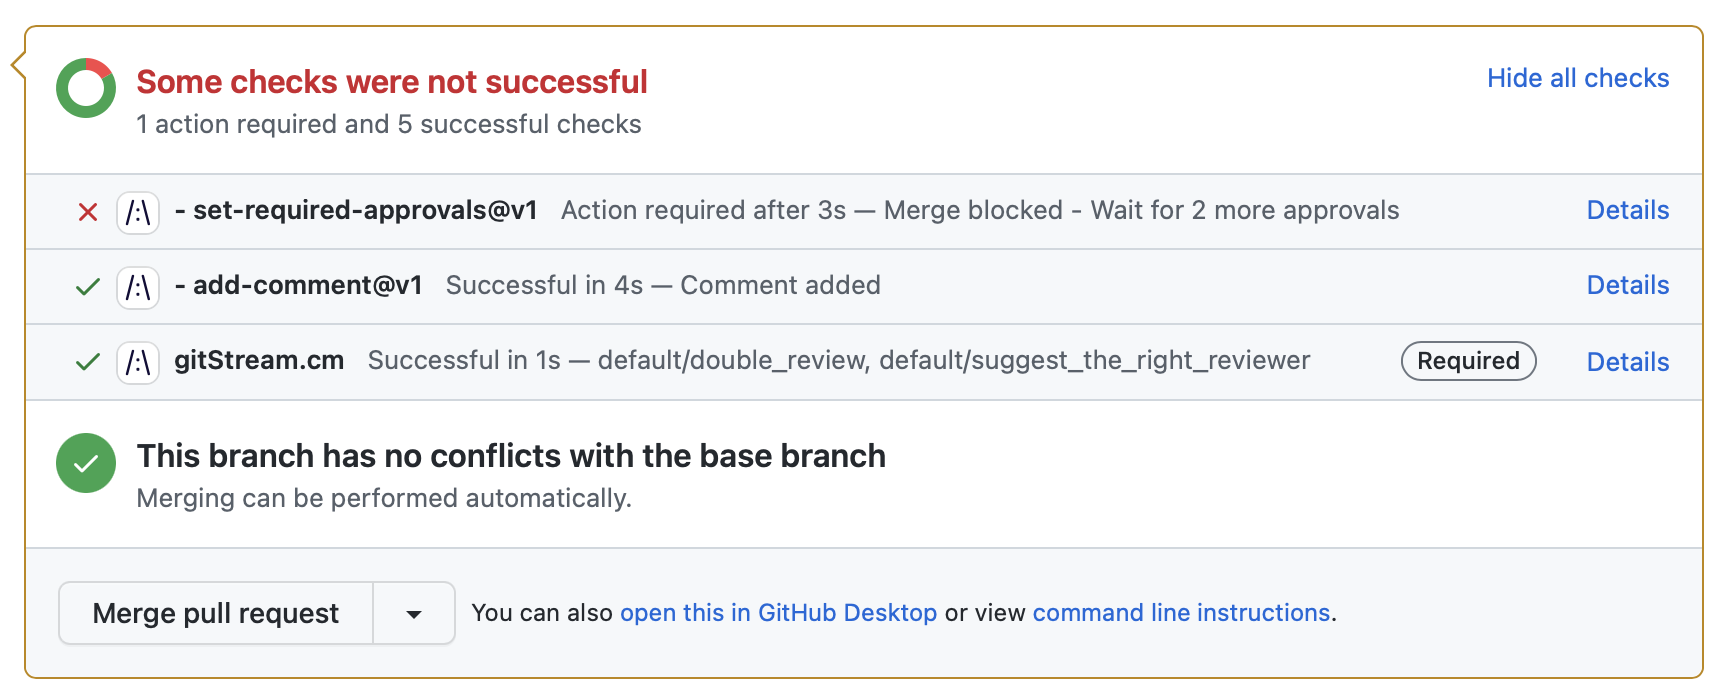 Some checks were not successful
Hide all checks
1 action required and 5 successful checks
/:\ - set-required-approvals@v1 Action required after 3s — Merge blocked - Wait for 2 more approvals Details
/:\ - add-comment@v1 Successful in 4s — Comment added Details
/:\ gitStream.cm Successful in 1s — default/double_review, default/suggest_the_right_reviewer Required Details
This branch has no conflicts with the base branch
Merging can be performed automatically.
Merge pull request You can also open this in GitHub Desktop or view command line instructions.